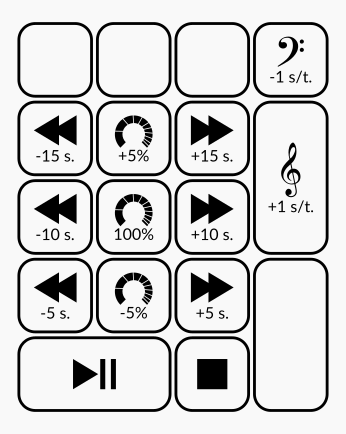 -1 s/t.
-15 s.
+5%
+15 s.
+1 s/t.
-10 s.
100%
+10 s.
-5 s.
-5%
+5 s.